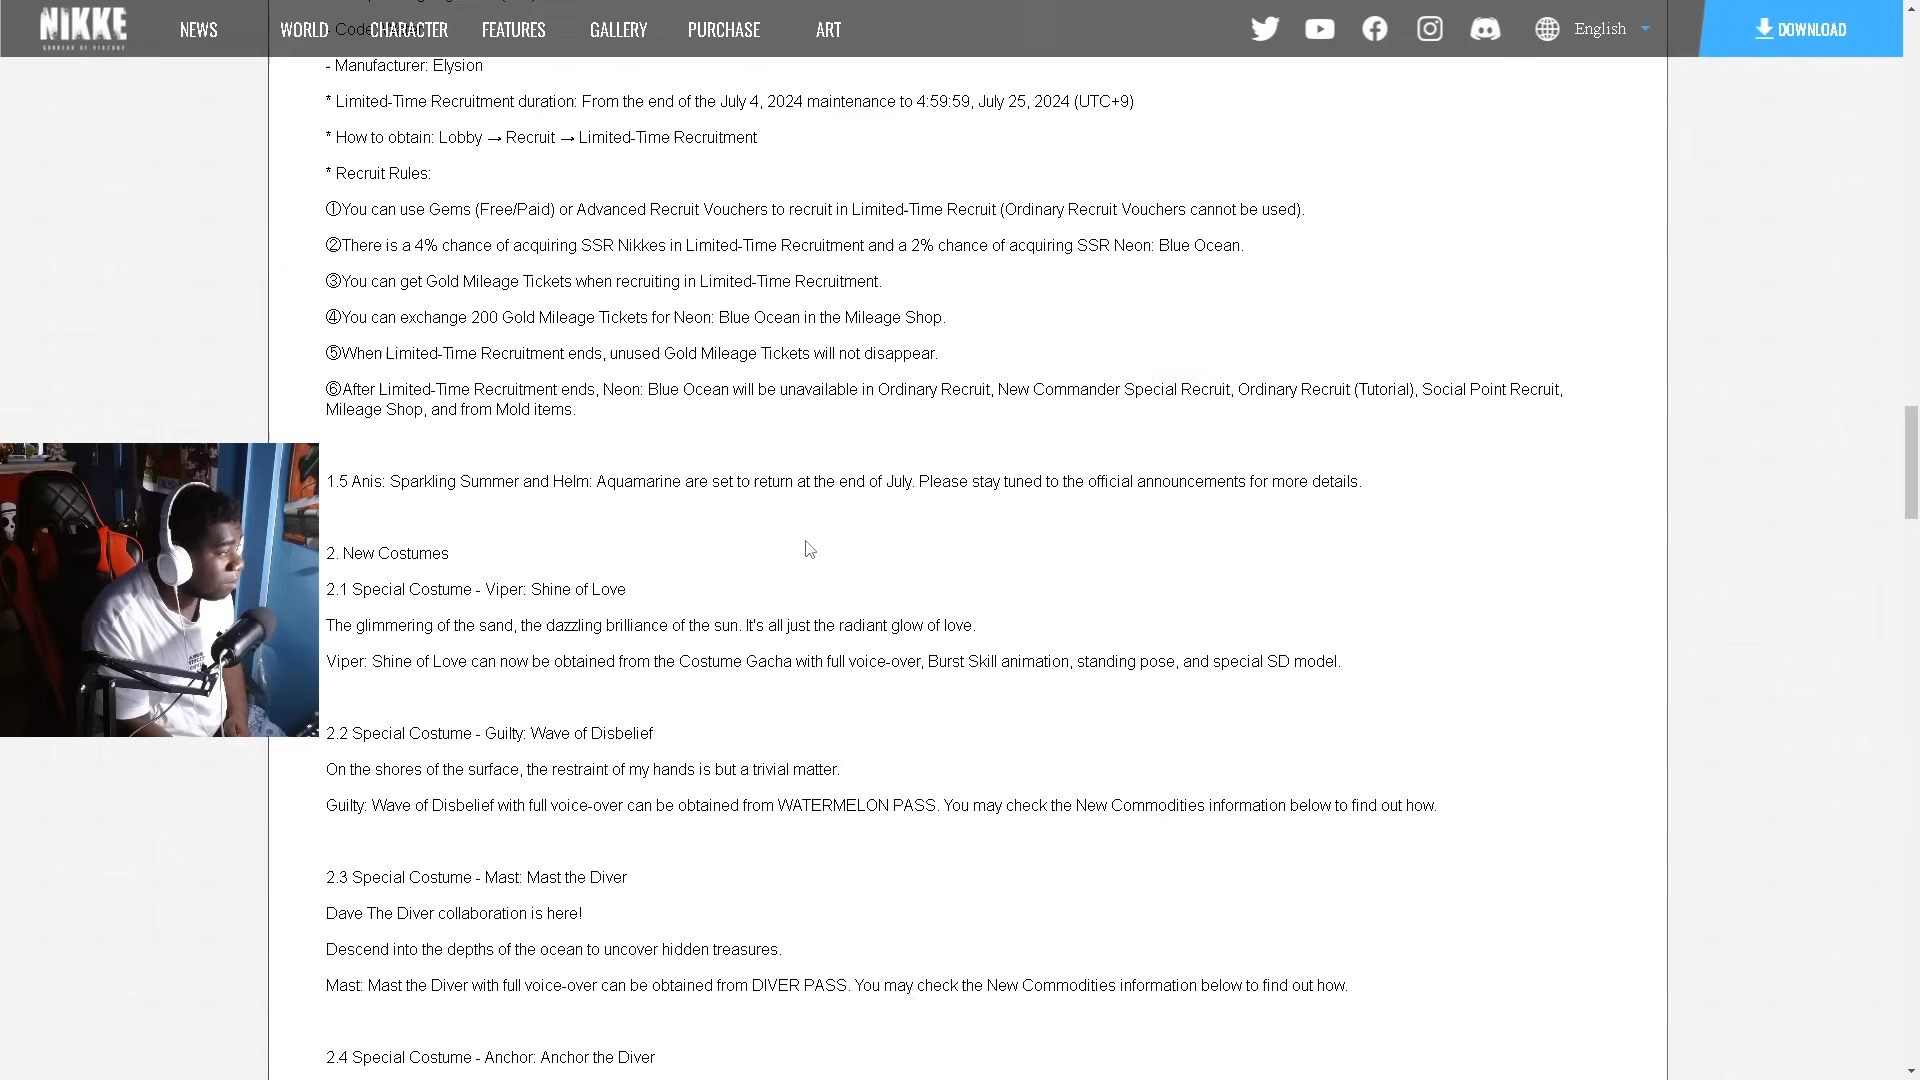 NIKKE
NEWS
WORLD
CHARACTER
FEATURES
GALLERY
PURCHASE
ART
English
DOWNLOAD
- Manufacturer: Elysion
* Limited-Time Recruitment duration: From the end of the July 4, 2024 maintenance to 4:59:59, July 25, 2024 (UTC+9)
* How to obtain: Lobby → Recruit → Limited-Time Recruitment
* Recruit Rules:
①You can use Gems (Free/Paid) or Advanced Recruit Vouchers to recruit in Limited-Time Recruit (Ordinary Recruit Vouchers cannot be used).
②There is a 4% chance of acquiring SSR Nikkes in Limited-Time Recruitment and a 2% chance of acquiring SSR Neon: Blue Ocean.
③You can get Gold Mileage Tickets when recruiting in Limited-Time Recruitment.
④You can exchange 200 Gold Mileage Tickets for Neon: Blue Ocean in the Mileage Shop.
⑤When Limited-Time Recruitment ends, unused Gold Mileage Tickets will not disappear.
⑥After Limited-Time Recruitment ends, Neon: Blue Ocean will be unavailable in Ordinary Recruit, New Commander Special Recruit, Ordinary Recruit (Tutorial), Social Point Recruit,
Mileage Shop, and from Mold items.
1.5 Anis: Sparkling Summer and Helm: Aquamarine are set to return at the end of July. Please stay tuned to the official announcements for more details.
2. New Costumes
2.1 Special Costume - Viper: Shine of Love
The glimmering of the sand, the dazzling brilliance of the sun. It's all just the radiant glow of love.
Viper: Shine of Love can now be obtained from the Costume Gacha with full voice-over, Burst Skill animation, standing pose, and special SD model.
2.2 Special Costume - Guilty: Wave of Disbelief
On the shores of the surface, the restraint of my hands is but a trivial matter.
Guilty: Wave of Disbelief with full voice-over can be obtained from WATERMELON PASS. You may check the New Commodities information below to find out how.
2.3 Special Costume - Mast: Mast the Diver
Dave The Diver collaboration is here!
Descend into the depths of the ocean to uncover hidden treasures.
Mast: Mast the Diver with full voice-over can be obtained from DIVER PASS. You may check the New Commodities information below to find out how.
2.4 Special Costume - Anchor: Anchor the Diver